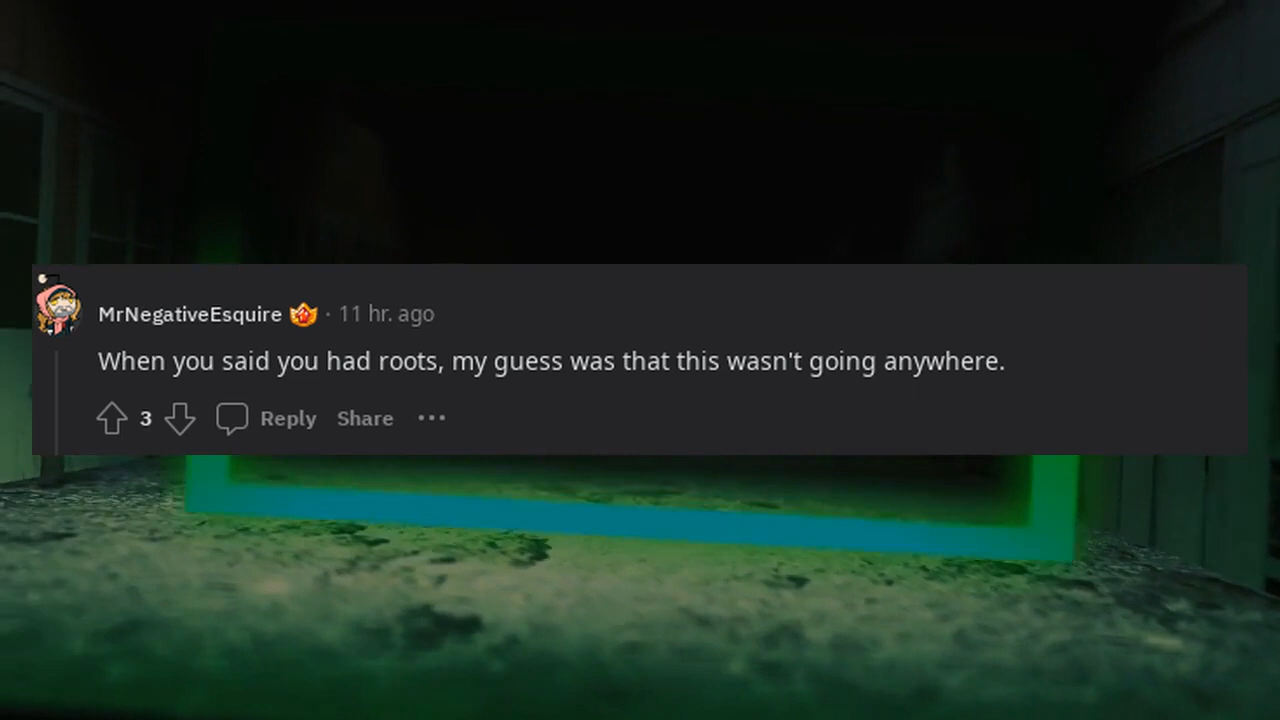 MrNegativeEsquire · 11 hr. ago
When you said you had roots, my guess was that this wasn't going anywhere.
3 Reply Share ···